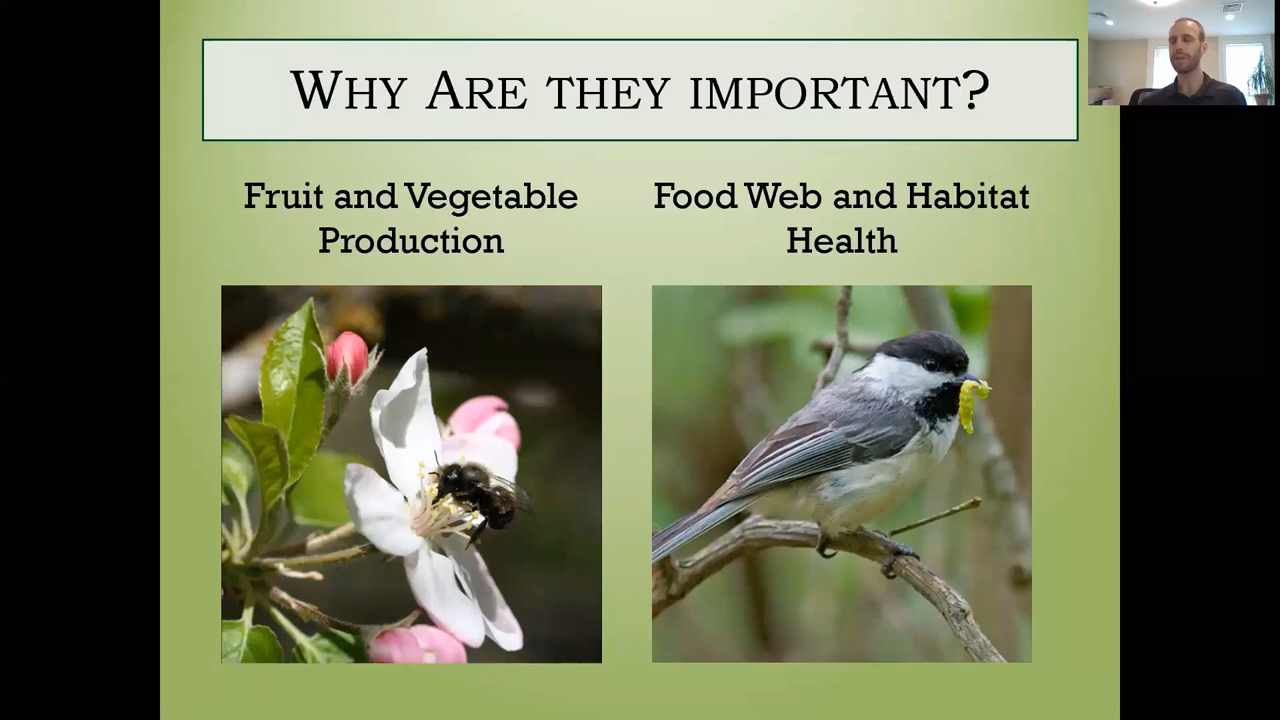 Why Are they important?
Fruit and Vegetable
Production
Food Web and Habitat
Health